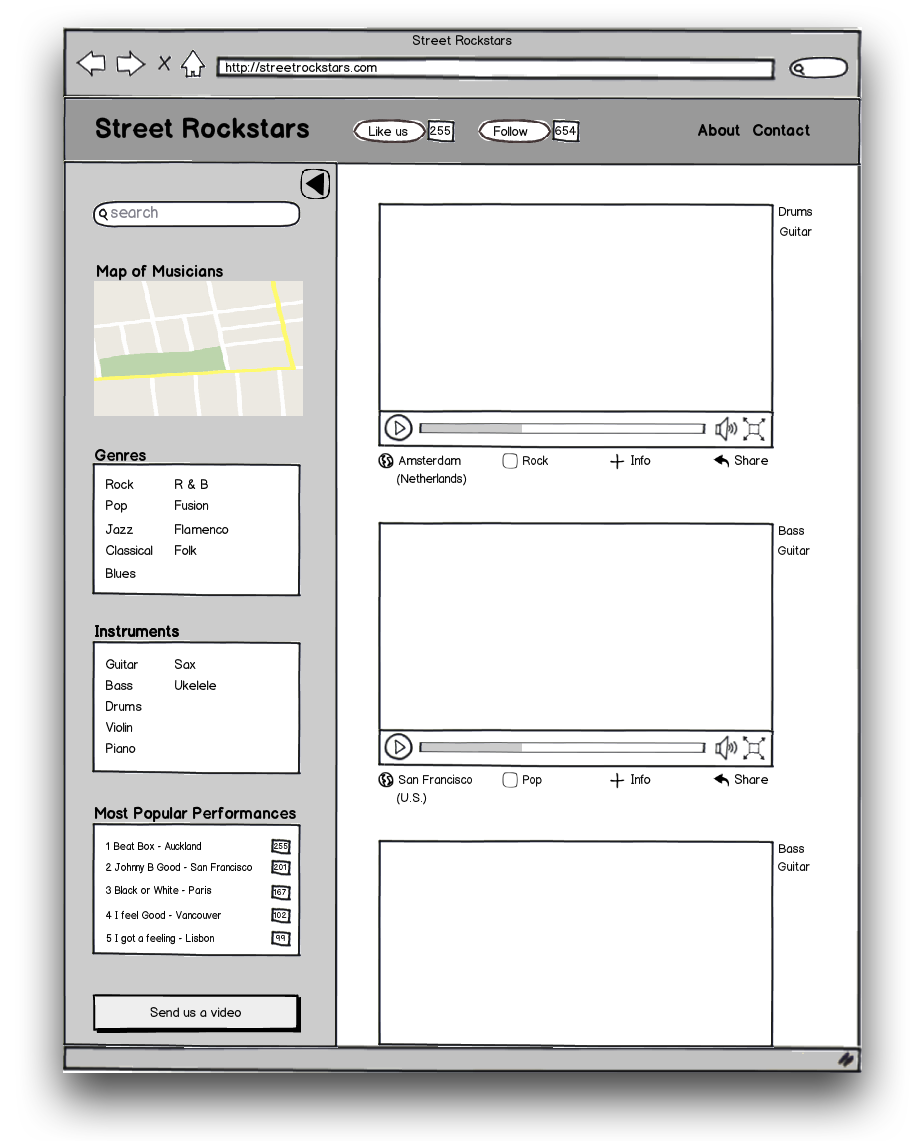 Street Rockstars
http://streetrockstars.com
Street Rockstars
Like us 255
Follow 654
About Contact
search
Map of Musicians
Genres
Rock R & B
Pop Fusion
Jazz Flamenco
Classical Folk
Blues
Instruments
Guitar Sax
Bass Ukelele
Drums
Violin
Piano
Most Popular Performances
1 Beat Box - Auckland 255
2 Johnny B Good - San Francisco 201
3 Black or White - Paris 167
4 I feel Good - Vancouver 102
5 I got a feeling - Lisbon 99
Send us a video
Drums
Guitar
Amsterdam Rock Info Share
(Netherlands)
Bass
Guitar
San Francisco Pop Info Share
(U.S.)
Bass
Guitar